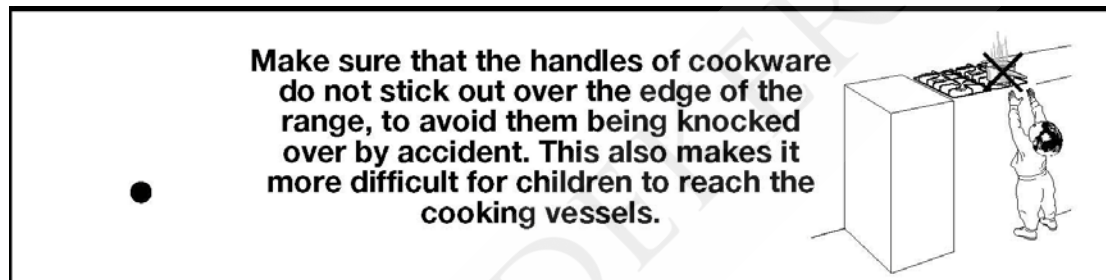 Make sure that the handles of cookware
do not stick out over the edge of the
range, to avoid them being knocked
over by accident. This also makes it
more difficult for children to reach the
cooking vessels.